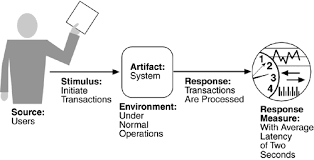 Artifact:
System
Stimulus:
Initiate
Transactions
Response:
Transactions
Are Processed
Source:
Users
Environment:
Under
Normal
Operations
1
2
3
4
Response
Measure:
With Average
Latency
of Two
Seconds